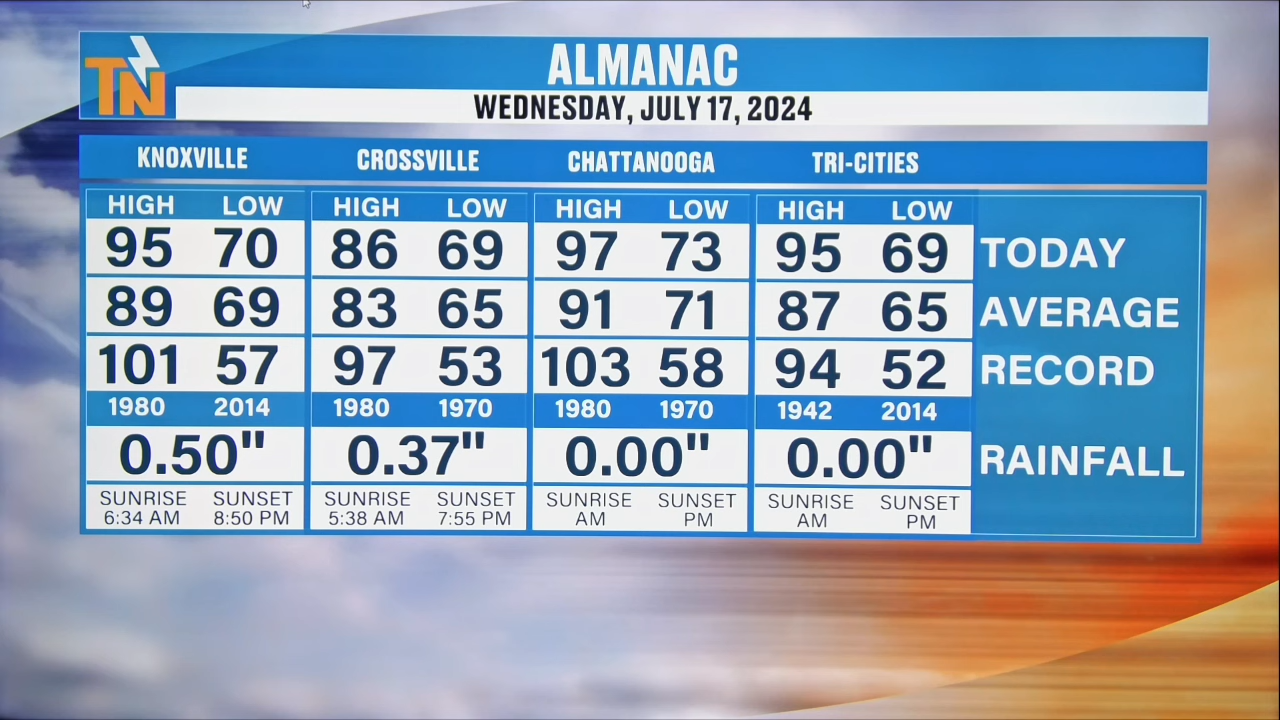 TN
ALMANAC
WEDNESDAY, JULY 17, 2024
KNOXVILLE CROSSVILLE CHATTANOOGA TRI-CITIES
HIGH LOW HIGH LOW HIGH LOW HIGH LOW
95 70 86 69 97 73 95 69 TODAY
89 69 83 65 91 71 87 65 AVERAGE
101 57 97 53 103 58 94 52 RECORD
1980 2014 1980 1970 1980 1970 1942 2014
0.50" 0.37" 0.00" 0.00" RAINFALL
SUNRISE SUNSET SUNRISE SUNSET SUNRISE SUNSET SUNRISE SUNSET
6:34 AM 8:50 PM 5:38 AM 7:55 PM AM PM AM PM